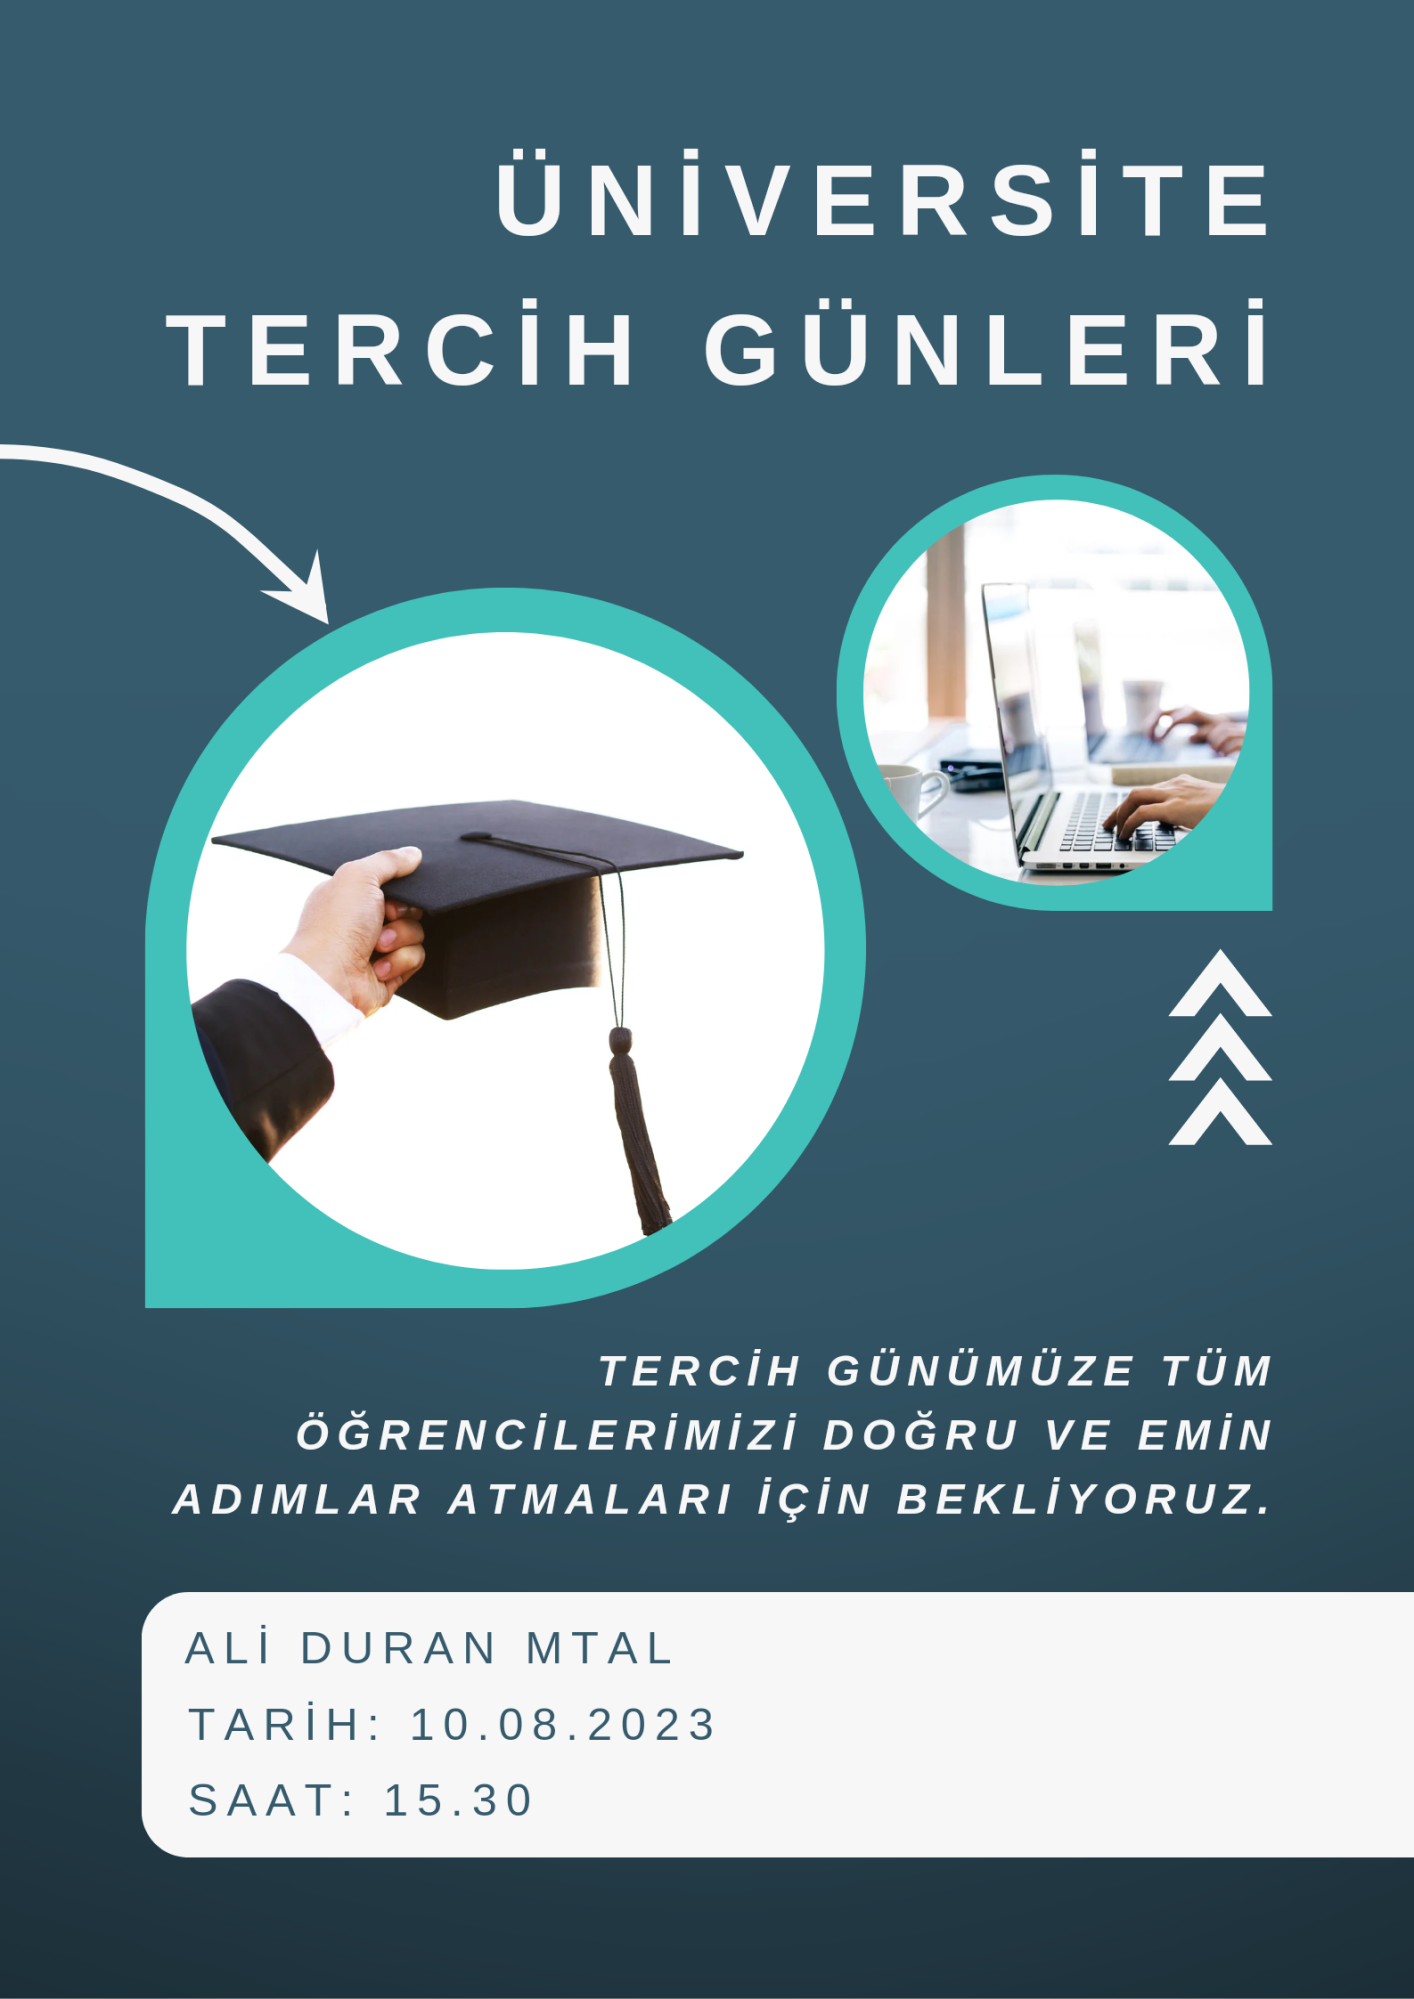 ÜNİVERSİTE
TERCİH GÜNLERİ
TERCİH GÜNÜMÜZE TÜM
ÖĞRENCİLERİMİZİ DOĞRU VE EMİN
ADIMLAR ATMALARI İÇİN BEKLİYORUZ.
ALİ DURAN MTAL
TARİH: 10.08.2023
SAAT: 15.30